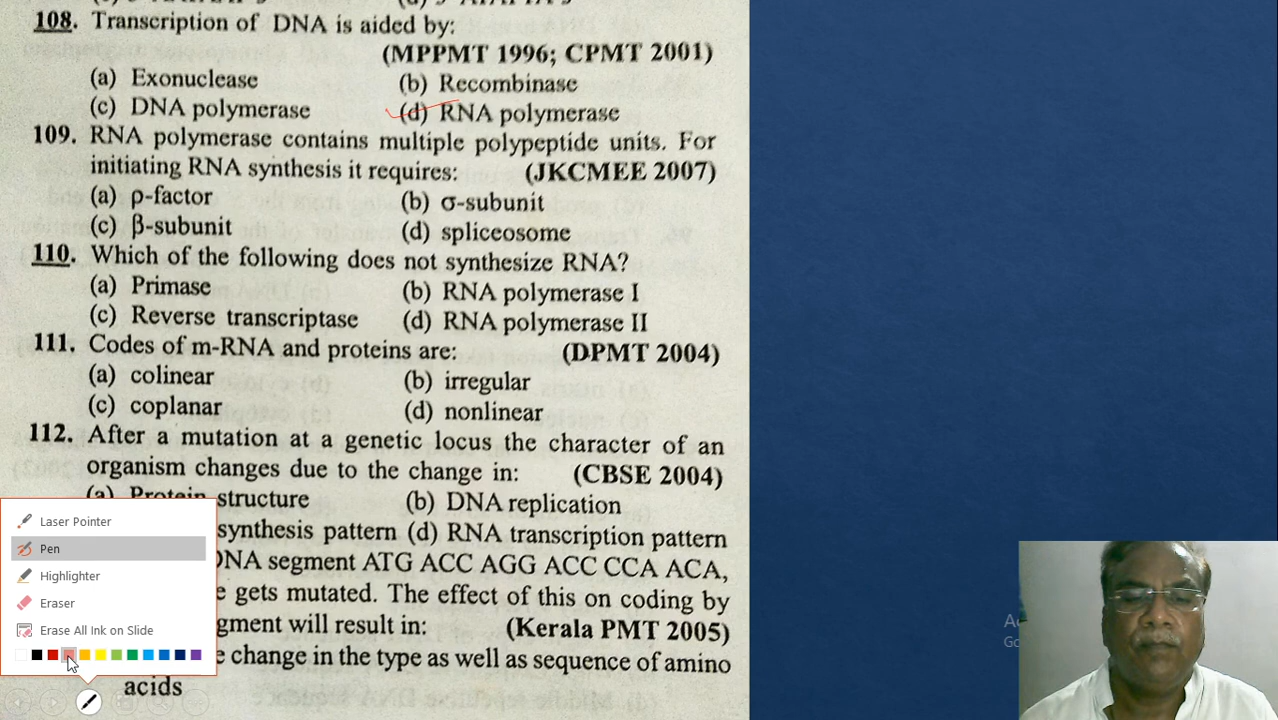 108. Transcription of DNA is aided by:
(MPPMT 1996; CPMT 2001)
(a) Exonuclease (b) Recombinase
(c) DNA polymerase (d) RNA polymerase
109. RNA polymerase contains multiple polypeptide units. For
initiating RNA synthesis it requires: (JKCMEE 2007)
(a) ρ-factor (b) σ-subunit
(c) β-subunit (d) spliceosome
110. Which of the following does not synthesize RNA?
(a) Primase (b) RNA polymerase I
(c) Reverse transcriptase (d) RNA polymerase II
111. Codes of m-RNA and proteins are: (DPMT 2004)
(a) colinear (b) irregular
(c) coplanar (d) nonlinear
112. After a mutation at a genetic locus the character of an
organism changes due to the change in: (CBSE 2004)
(a) Protein structure (b) DNA replication
synthesis pattern (d) RNA transcription pattern
DNA segment ATG ACC AGG ACC CCA ACA,
gets mutated. The effect of this on coding by
gment will result in: (Kerala PMT 2005)
change in the type as well as sequence of amino
acids
Laser Pointer
Pen
Highlighter
Eraser
Erase All Ink on Slide